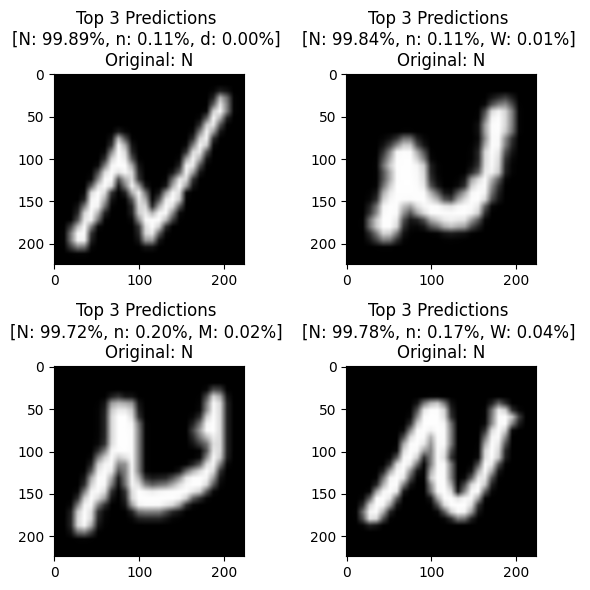 Top 3 Predictions
[N: 99.89%, n: 0.11%, d: 0.00%]
Original: N
0
50
100
150
200
N
0 100 200
Top 3 Predictions
[N: 99.84%, n: 0.11%, W: 0.01%]
Original: N
0
50
100
150
200
N
0 100 200
Top 3 Predictions
[N: 99.72%, n: 0.20%, M: 0.02%]
Original: N
0
50
100
150
200
N
0 100 200
Top 3 Predictions
[N: 99.78%, n: 0.17%, W: 0.04%]
Original: N
0
50
100
150
200
N
0 100 200